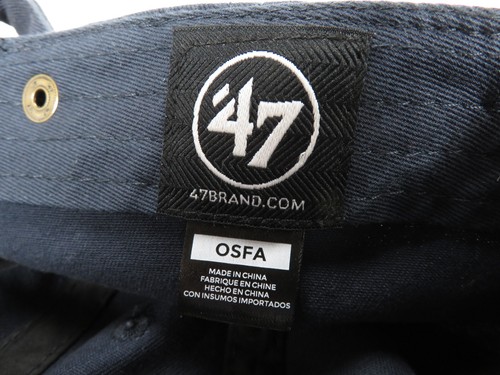 '47
47BRAND.COM
OSFA
MADE IN CHINA
FABRIQUE EN CHINE
HECHO EN CHINA
CON INSUMOS IMPORTADOS